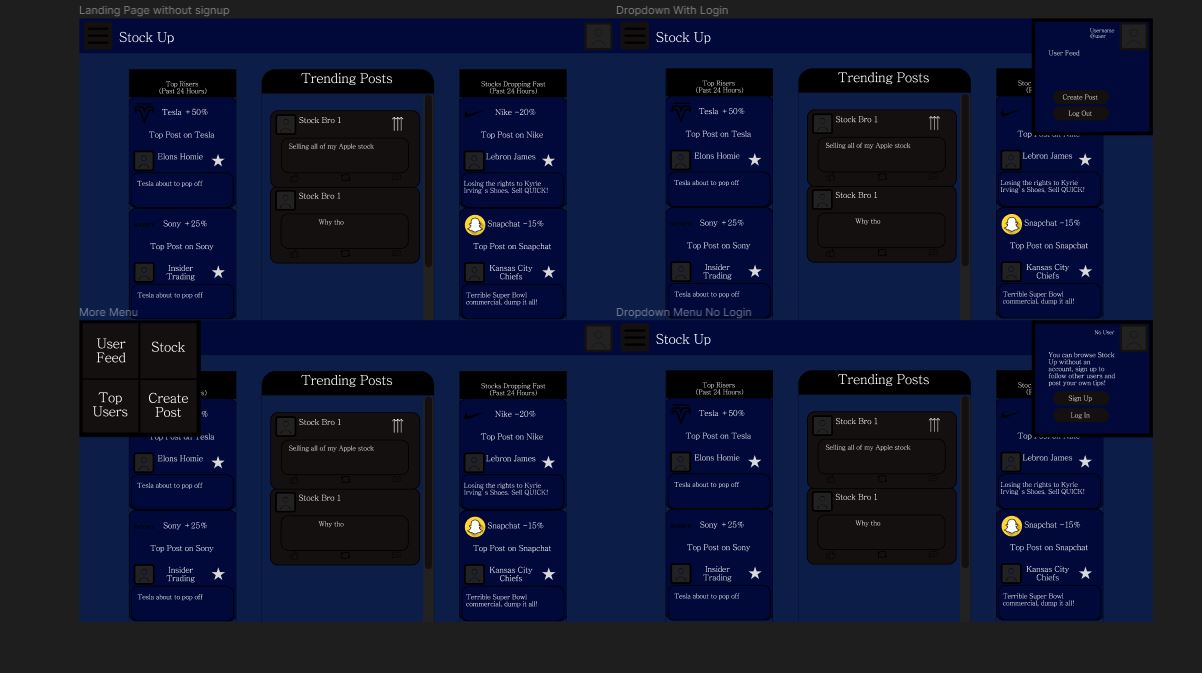 Landing Page without signup
Stock Up
Top Risers
(Past 24 Hours)
Tesla +50%
Top Post on Tesla
Elons Homie
Tesla about to pop off
Sony +25%
Top Post on Sony
Insider
Trading
Tesla about to pop off
Trending Posts
Stock Bro 1
Selling all of my Apple stock
Stock Bro 1
Why tho
Stocks Dropping Fast
(Past 24 Hours)
Nike -20%
Top Post on Nike
Lebron James
Losing the rights to Kyrie
Irving's Shoes, Sell QUICK!
Snapchat -15%
Top Post on Snapchat
Kansas City
Chiefs
Terrible Super Bowl
commercial, dump it all!
Dropdown With Login
Stock Up
Username
@user
User Feed
Create Post
Log Out
Top Risers
(Past 24 Hours)
Tesla +50%
Top Post on Tesla
Elons Homie
Tesla about to pop off
Sony +25%
Top Post on Sony
Insider
Trading
Tesla about to pop off
Trending Posts
Stock Bro 1
Selling all of my Apple stock
Stock Bro 1
Why tho
Lebron James
Losing the rights to Kyrie
Irving's Shoes, Sell QUICK!
Snapchat -15%
Top Post on Snapchat
Kansas City
Chiefs
Terrible Super Bowl
commercial, dump it all!
More Menu
User
Feed
Stock
Top
Users
Create
Post
Elons Homie
Tesla about to pop off
Sony +25%
Top Post on Sony
Insider
Trading
Tesla about to pop off
Trending Posts
Stock Bro 1
Selling all of my Apple stock
Stock Bro 1
Why tho
Stocks Dropping Fast
(Past 24 Hours)
Nike -20%
Top Post on Nike
Lebron James
Losing the rights to Kyrie
Irving's Shoes, Sell QUICK!
Snapchat -15%
Top Post on Snapchat
Kansas City
Chiefs
Terrible Super Bowl
commercial, dump it all!
Dropdown Menu No Login
Stock Up
No User
You can browse Stock
Up without an
account, sign up to
follow other users and
post your own tips!
Sign Up
Log In
Top Risers
(Past 24 Hours)
Tesla +50%
Top Post on Tesla
Elons Homie
Tesla about to pop off
Sony +25%
Top Post on Sony
Insider
Trading
Tesla about to pop off
Trending Posts
Stock Bro 1
Selling all of my Apple stock
Stock Bro 1
Why tho
Lebron James
Losing the rights to Kyrie
Irving's Shoes, Sell QUICK!
Snapchat -15%
Top Post on Snapchat
Kansas City
Chiefs
Terrible Super Bowl
commercial, dump it all!